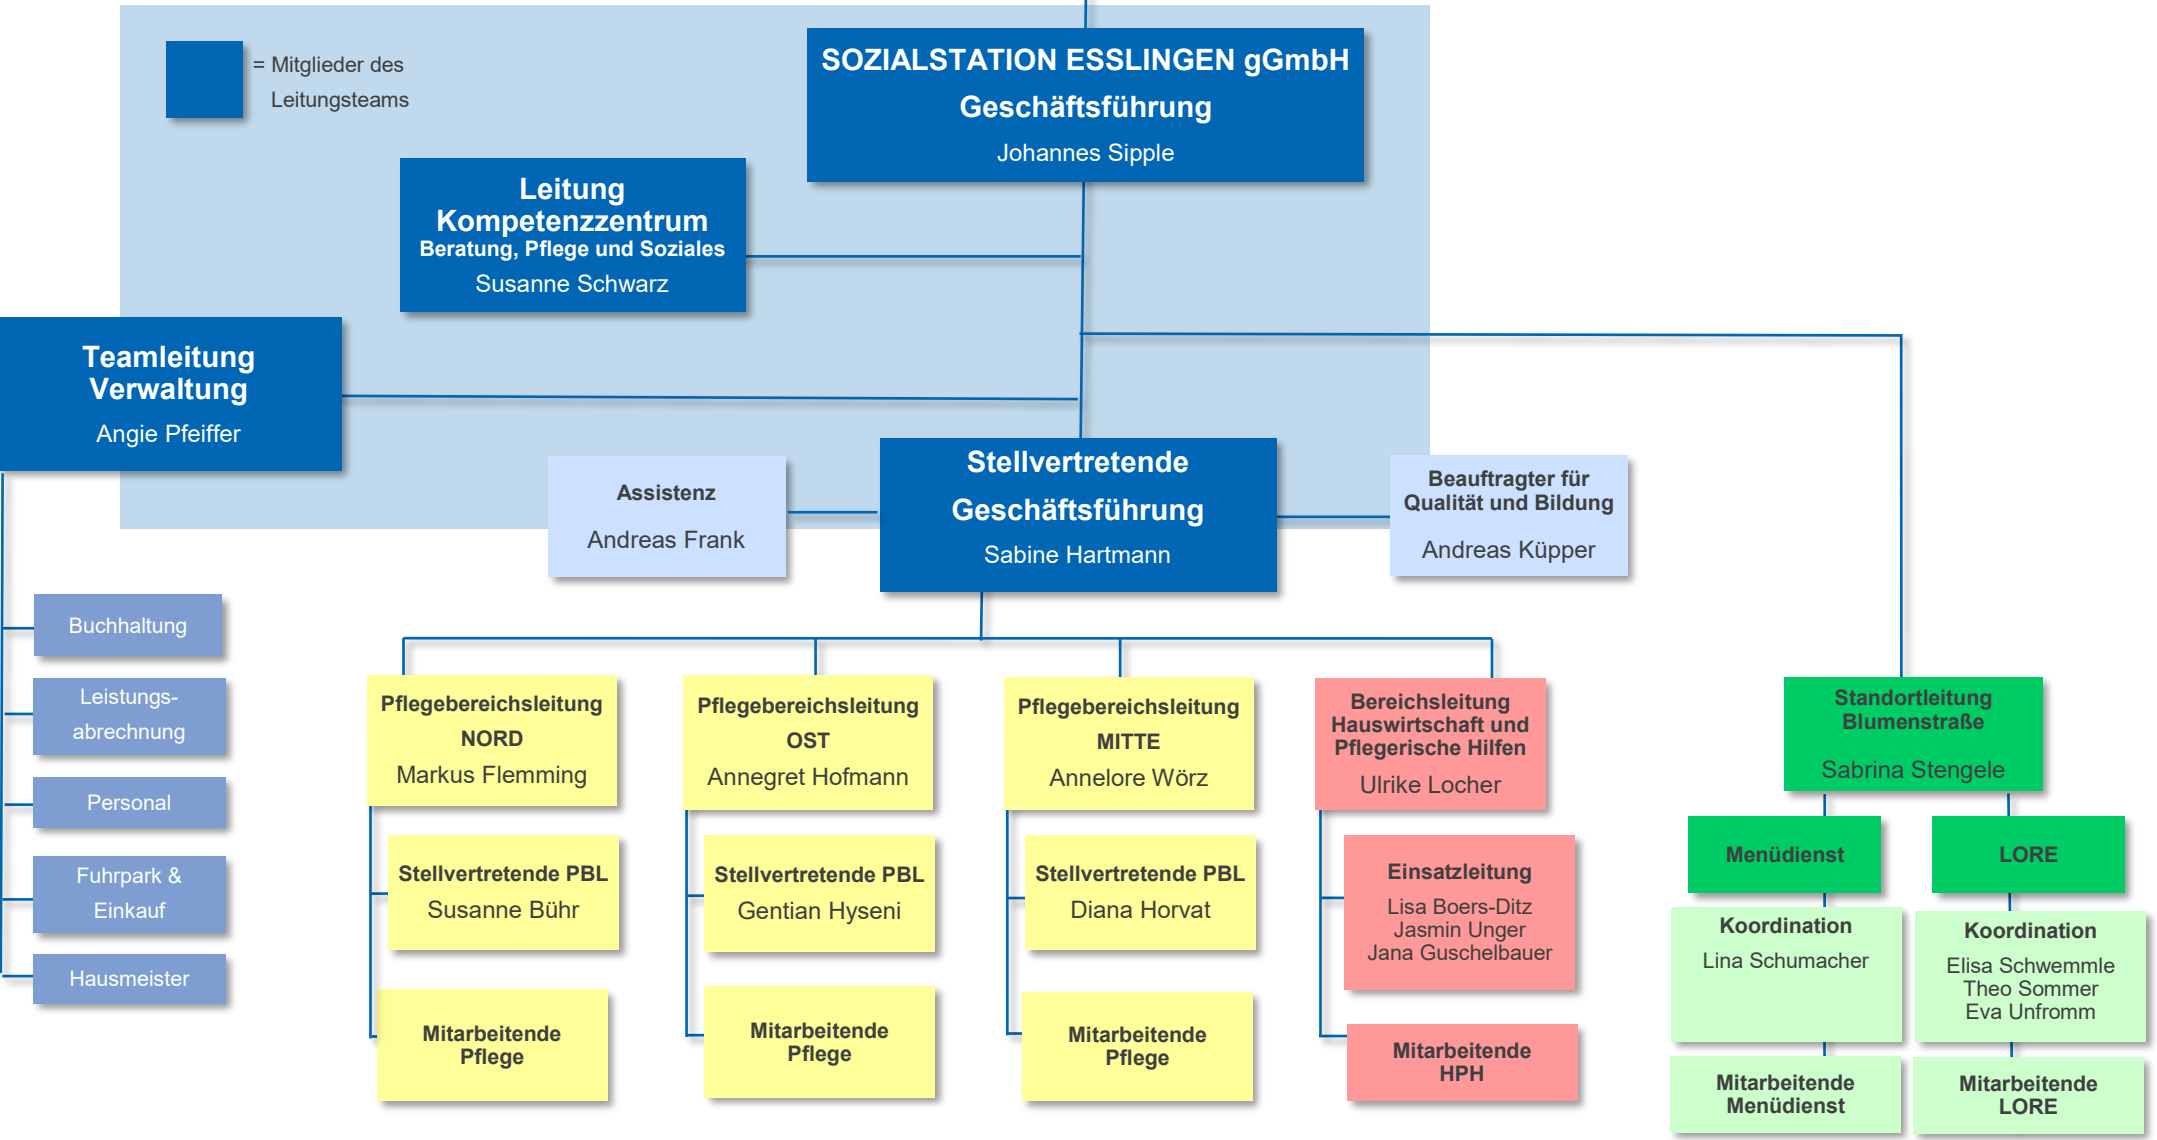 = Mitglieder des
Leitungsteams
SOZIALSTATION ESSLINGEN gGmbH
Geschäftsführung
Johannes Sipple
Leitung
Kompetenzzentrum
Beratung, Pflege und Soziales
Susanne Schwarz
Teamleitung
Verwaltung
Angie Pfeiffer
Assistenz
Andreas Frank
Stellvertretende
Geschäftsführung
Sabine Hartmann
Beauftragter für
Qualität und Bildung
Andreas Küpper
Buchhaltung
Leistungs-
abrechnung
Personal
Fuhrpark &
Einkauf
Hausmeister
Pflegebereichsleitung
NORD
Markus Flemming
Stellvertretende PBL
Susanne Bühr
Mitarbeitende
Pflege
Pflegebereichsleitung
OST
Annegret Hofmann
Stellvertretende PBL
Gentian Hyseni
Mitarbeitende
Pflege
Pflegebereichsleitung
MITTE
Annelore Wörz
Stellvertretende PBL
Diana Horvat
Mitarbeitende
Pflege
Bereichsleitung
Hauswirtschaft und
Pflegerische Hilfen
Ulrike Locher
Einsatzleitung
Lisa Boers-Ditz
Jasmin Unger
Jana Guschelbauer
Mitarbeitende
HPH
Standortleitung
Blumenstraße
Sabrina Stengele
Menüdienst
Koordination
Lina Schumacher
Mitarbeitende
Menüdienst
LORE
Koordination
Elisa Schwemmle
Theo Sommer
Eva Unfromm
Mitarbeitende
LORE